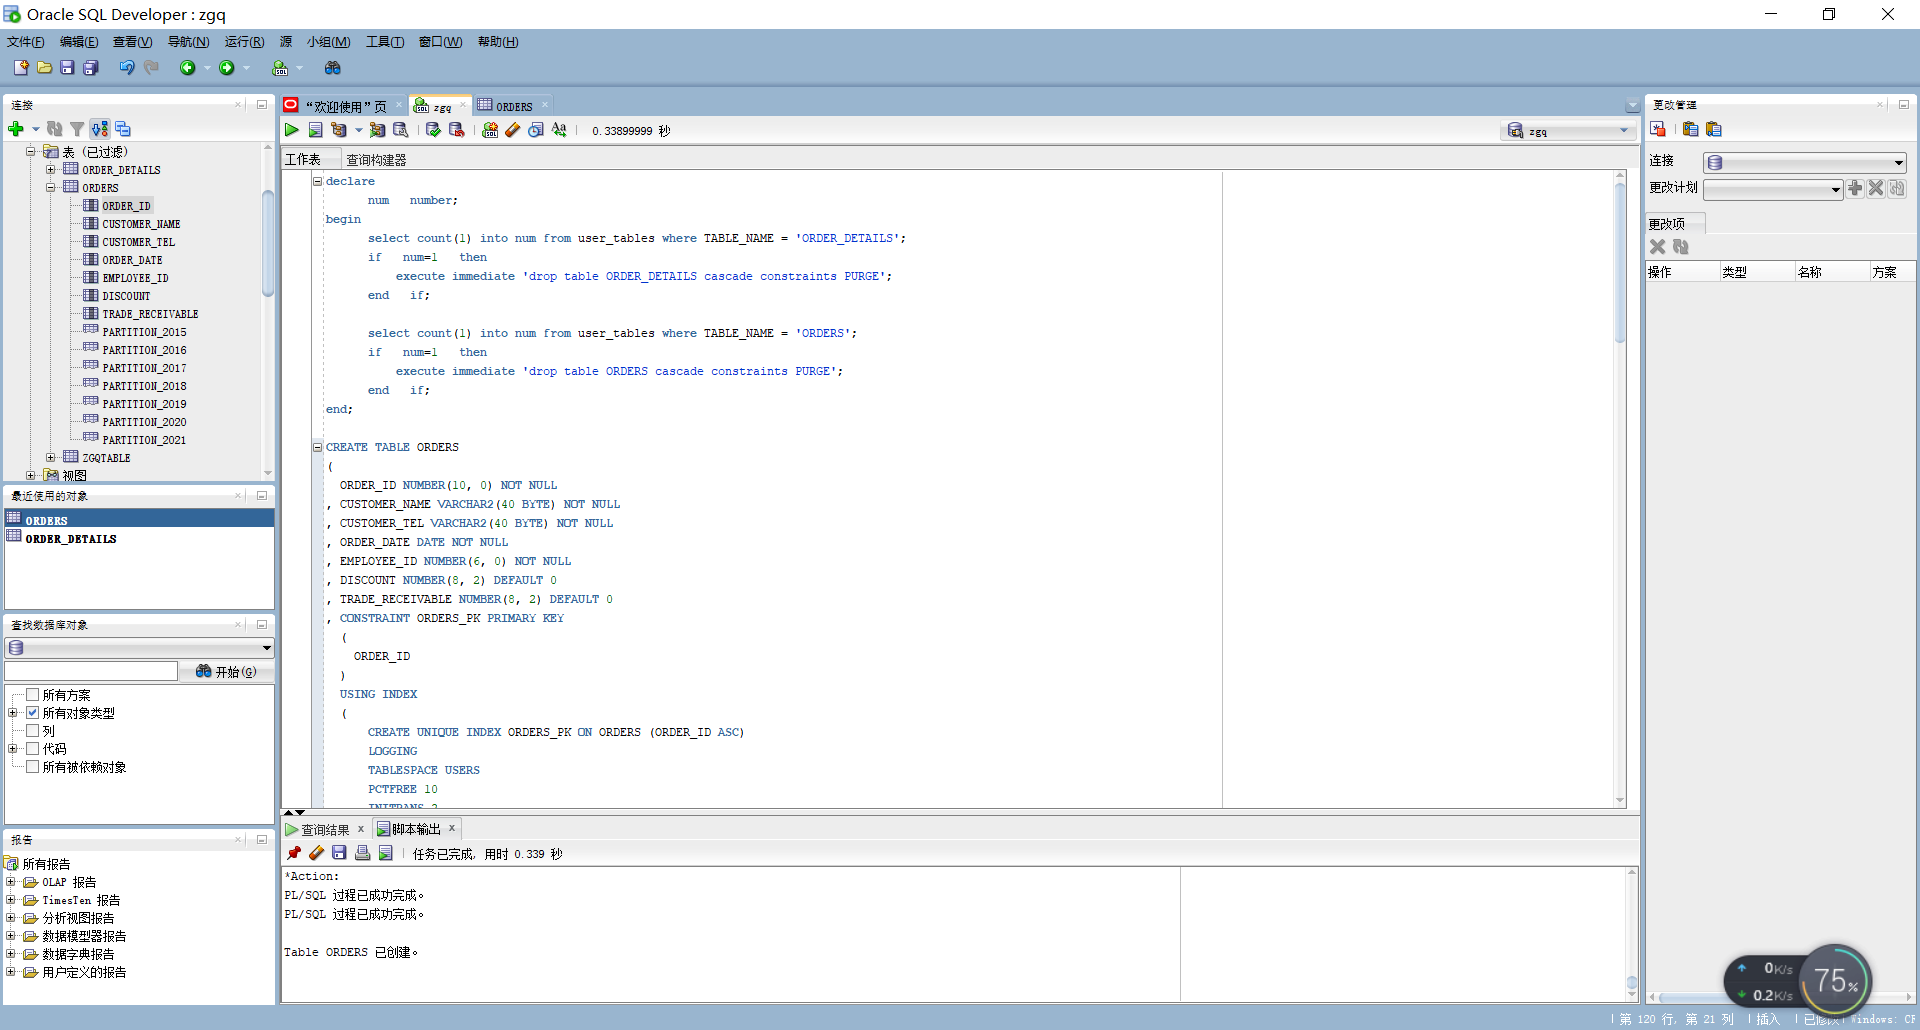 Oracle SQL Developer : zgq
文件(F) 编辑(E) 查看(V) 导航(N) 运行(R) 源 小组(M) 工具(T) 窗口(W) 帮助(H)
连接
表 (已过滤)
ORDER_DETAILS
ORDERS
ORDER_ID
CUSTOMER_NAME
CUSTOMER_TEL
ORDER_DATE
EMPLOYEE_ID
DISCOUNT
TRADE_RECEIVABLE
PARTITION_2015
PARTITION_2016
PARTITION_2017
PARTITION_2018
PARTITION_2019
PARTITION_2020
PARTITION_2021
ZGQTABLE
视图
最近使用的对象
ORDERS
ORDER_DETAILS
查找数据库对象
开始(G)
所有方案
所有对象类型
列
代码
所有被依赖对象
报告
所有报告
OLAP 报告
TimesTen 报告
分析视图报告
数据模型器报告
数据字典报告
用户定义的报告
“欢迎使用”页 zgq ORDERS
0.33899999 秒
zgq
工作表 查询构建器
declare
num number;
begin
select count(1) into num from user_tables where TABLE_NAME = 'ORDER_DETAILS';
if num=1 then
execute immediate 'drop table ORDER_DETAILS cascade constraints PURGE';
end if;
select count(1) into num from user_tables where TABLE_NAME = 'ORDERS';
if num=1 then
execute immediate 'drop table ORDERS cascade constraints PURGE';
end if;
end;
CREATE TABLE ORDERS
(
ORDER_ID NUMBER(10, 0) NOT NULL
, CUSTOMER_NAME VARCHAR2(40 BYTE) NOT NULL
, CUSTOMER_TEL VARCHAR2(40 BYTE) NOT NULL
, ORDER_DATE DATE NOT NULL
, EMPLOYEE_ID NUMBER(6, 0) NOT NULL
, DISCOUNT NUMBER(8, 2) DEFAULT 0
, TRADE_RECEIVABLE NUMBER(8, 2) DEFAULT 0
, CONSTRAINT ORDERS_PK PRIMARY KEY
(
ORDER_ID
)
USING INDEX
(
CREATE UNIQUE INDEX ORDERS_PK ON ORDERS (ORDER_ID ASC)
LOGGING
TABLESPACE USERS
PCTFREE 10
INITRANS 2
查询结果 x 脚本输出 x
任务已完成, 用时 0.339 秒
*Action:
PL/SQL 过程已成功完成。
PL/SQL 过程已成功完成。
Table ORDERS 已创建。
更改管理
连接
更改计划
更改项
操作 类型 名称 方案
0K/s
0.2K/s
75%
第 120 行, 第 21 列 插入 已修改 Windows: CF